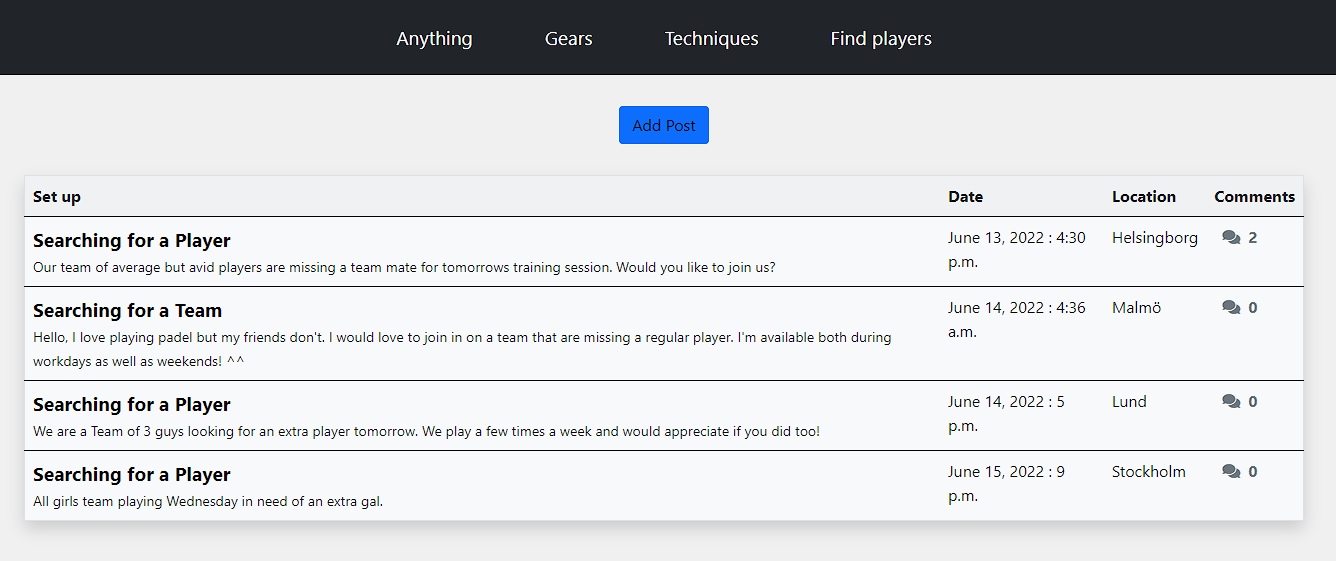 Anything Gears Techniques Find players
Add Post
Set up Date Location Comments
Searching for a Player June 13, 2022 : 4:30 Helsingborg 2
Our team of average but avid players are missing a team mate for tomorrows training session. Would you like to join us? p.m.
Searching for a Team June 14, 2022 : 4:36 Malmö 0
Hello, I love playing padel but my friends don't. I would love to join in on a team that are missing a regular player. I'm available both during a.m.
workdays as well as weekends! ^^
Searching for a Player June 14, 2022 : 5 Lund 0
We are a Team of 3 guys looking for an extra player tomorrow. We play a few times a week and would appreciate if you did too! p.m.
Searching for a Player June 15, 2022 : 9 Stockholm 0
All girls team playing Wednesday in need of an extra gal. p.m.